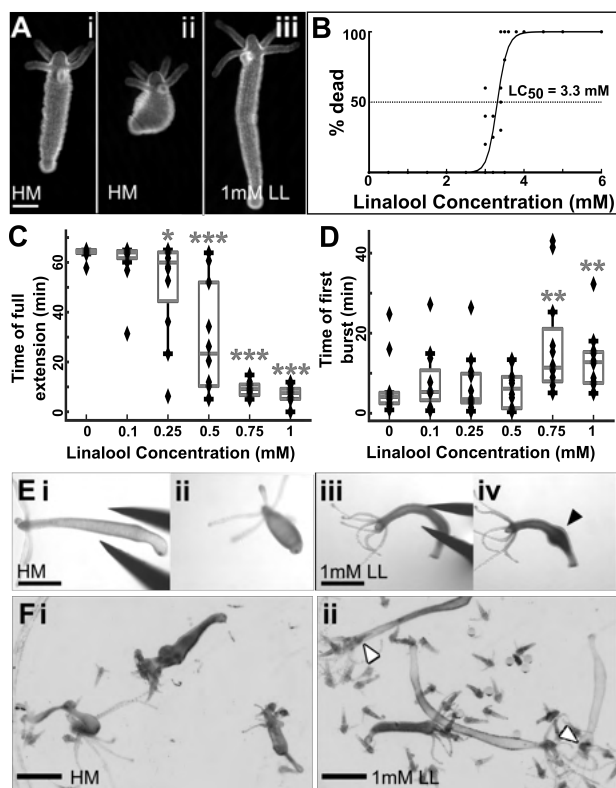 A
i
ii
iii
HM
HM
1mM LL
B
% dead
100
50
0
2
4
6
LC50 = 3.3 mM
Linalool Concentration (mM)
C
Time of full
extension (min)
60
40
20
0
*
***
***
***
0 0.1 0.25 0.5 0.75 1
Linalool Concentration (mM)
D
Time of first
burst (min)
40
20
0
**
**
0 0.1 0.25 0.5 0.75 1
Linalool Concentration (mM)
E i
ii
iii
iv
HM
1mM LL
F i
ii
HM
1mM LL